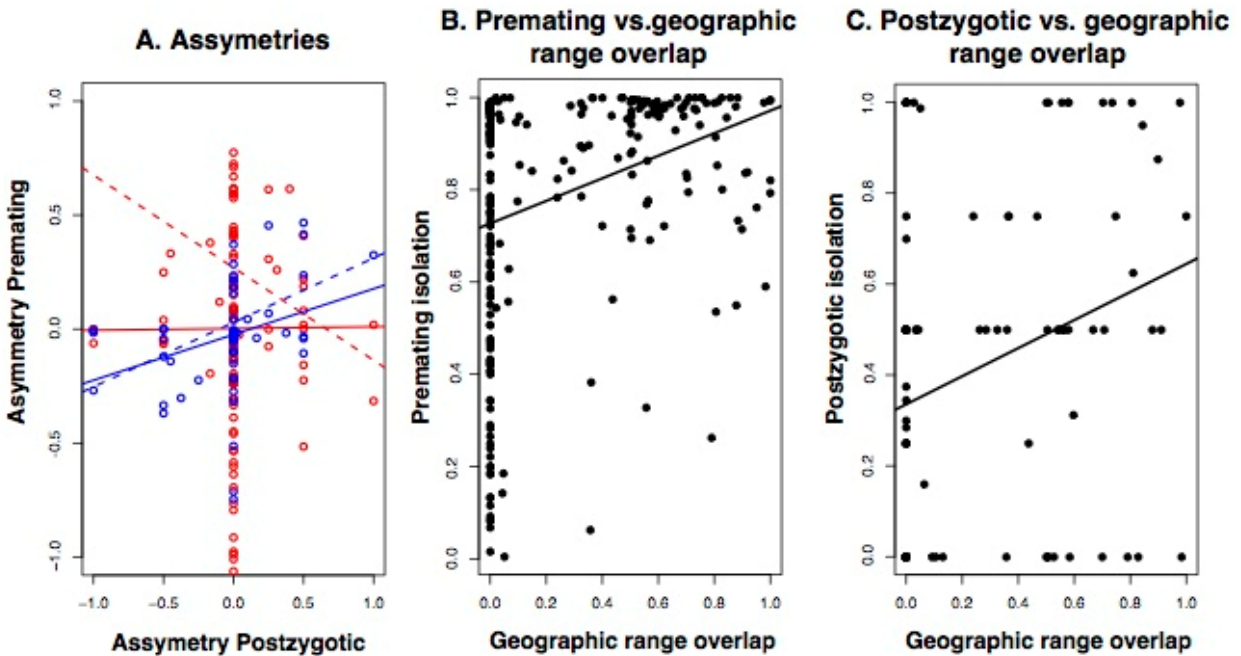 A. Assymetries
Asymmetry Premating
1.0
0.5
0.0
-0.5
-1.0
-1.0 -0.5 0.0 0.5 1.0
Assymetry Postzygotic
B. Premating vs.geographic
range overlap
Premating isolation
1.0
0.8
0.6
0.4
0.2
0.0
0.0 0.2 0.4 0.6 0.8 1.0
Geographic range overlap
C. Postzygotic vs. geographic
range overlap
Postzygotic isolation
1.0
0.8
0.6
0.4
0.2
0.0
0.0 0.2 0.4 0.6 0.8 1.0
Geographic range overlap